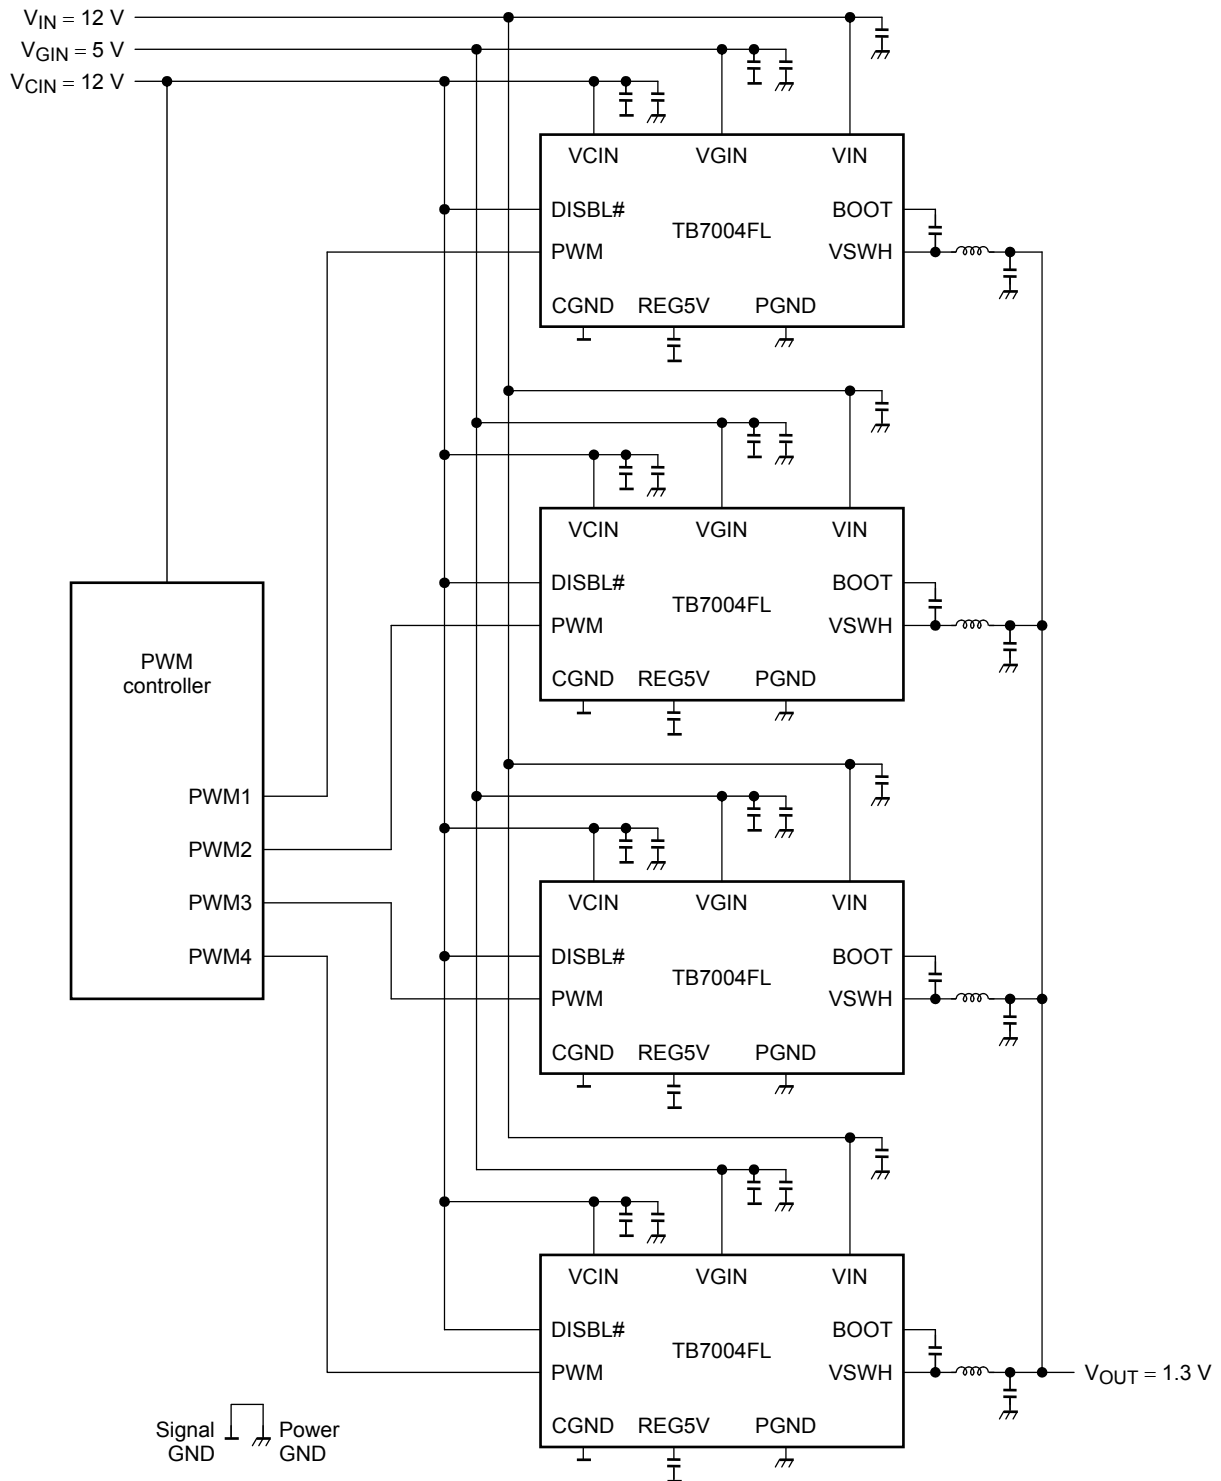 VIN = 12 V
VGIN = 5 V
VCIN = 12 V
VCIN VGIN VIN
DISBL# BOOT
TB7004FL
PWM VSWH
CGND REG5V PGND
VCIN VGIN VIN
DISBL# BOOT
TB7004FL
PWM VSWH
CGND REG5V PGND
PWM
controller
PWM1
PWM2
PWM3
PWM4
VCIN VGIN VIN
DISBL# BOOT
TB7004FL
PWM VSWH
CGND REG5V PGND
VCIN VGIN VIN
DISBL# BOOT
TB7004FL
PWM VSWH
CGND REG5V PGND
VOUT = 1.3 V
Signal
GND
Power
GND